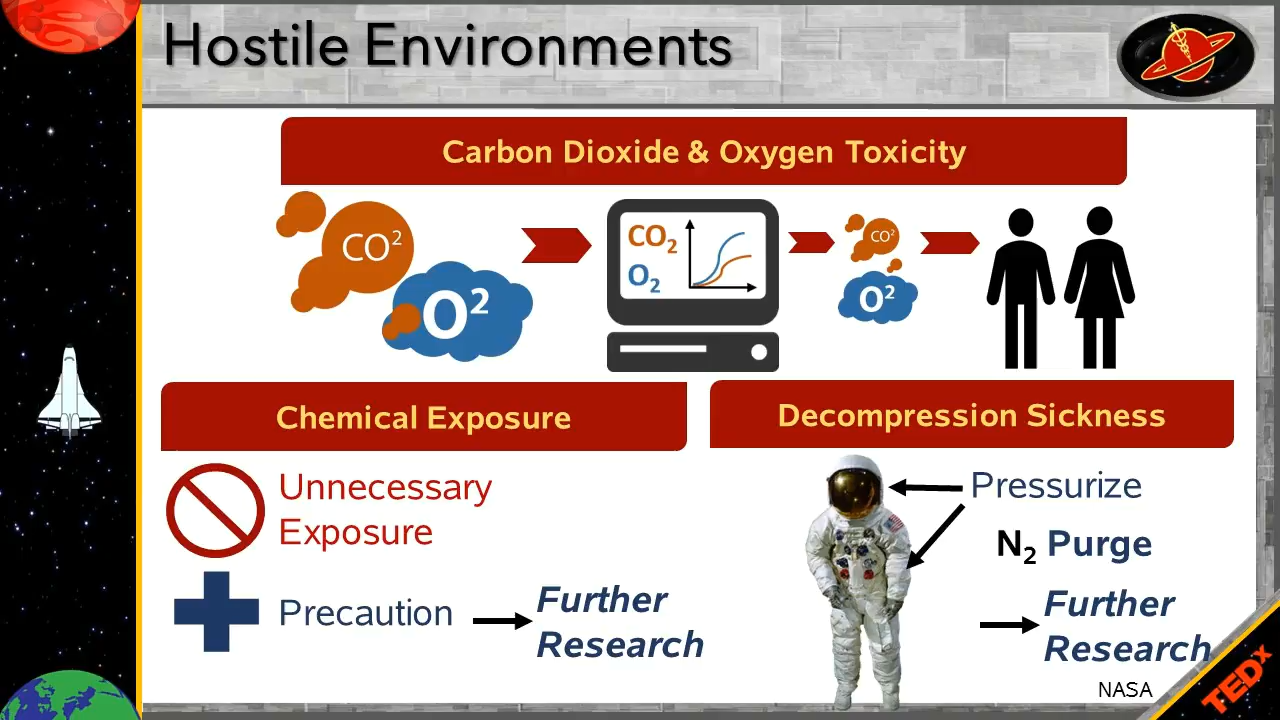 Hostile Environments
Carbon Dioxide & Oxygen Toxicity
CO²
O²
CO₂
O₂
CO²
O²
Chemical Exposure
Unnecessary
Exposure
Precaution
Further
Research
Decompression Sickness
Pressurize
N₂ Purge
Further
Research
NASA
TEDx